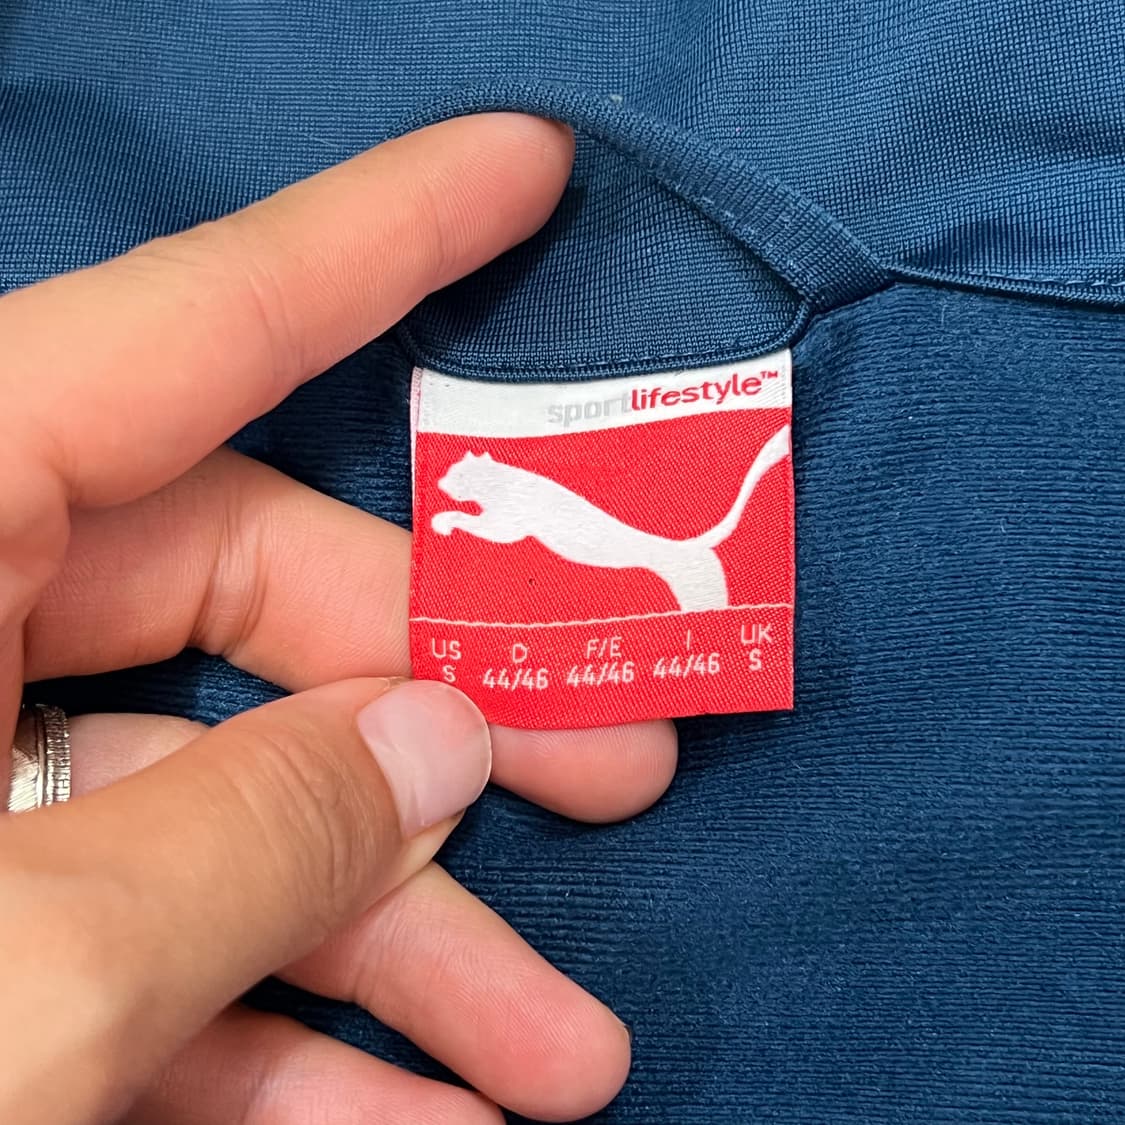 sportlifestyle™
US D F/E I UK
S 44/46 44/46 44/46 S